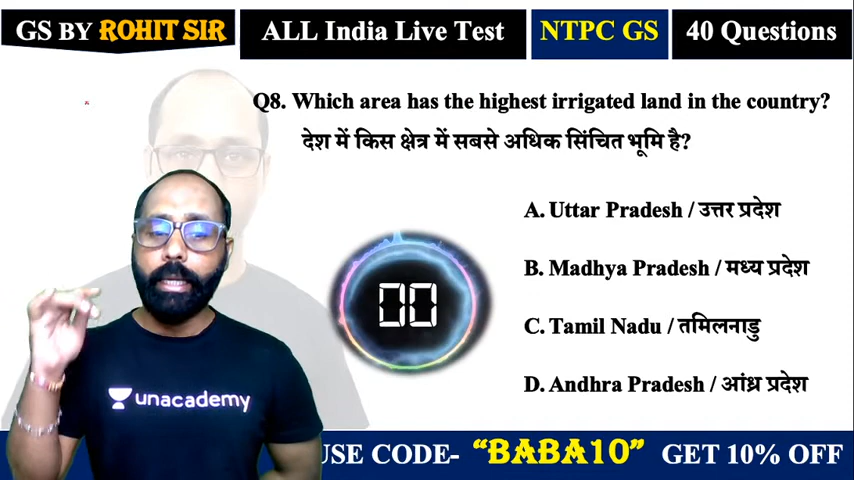 GS BY ROHIT SIR
ALL India Live Test
NTPC GS
40 Questions
Q8. Which area has the highest irrigated land in the country?
देश में किस क्षेत्र में सबसे अधिक सिंचित भूमि है?
A. Uttar Pradesh / उत्तर प्रदेश
B. Madhya Pradesh / मध्य प्रदेश
C. Tamil Nadu / तमिलनाडु
D. Andhra Pradesh / आंध्र प्रदेश
00
unacademy
USE CODE- “BABA10” GET 10% OFF